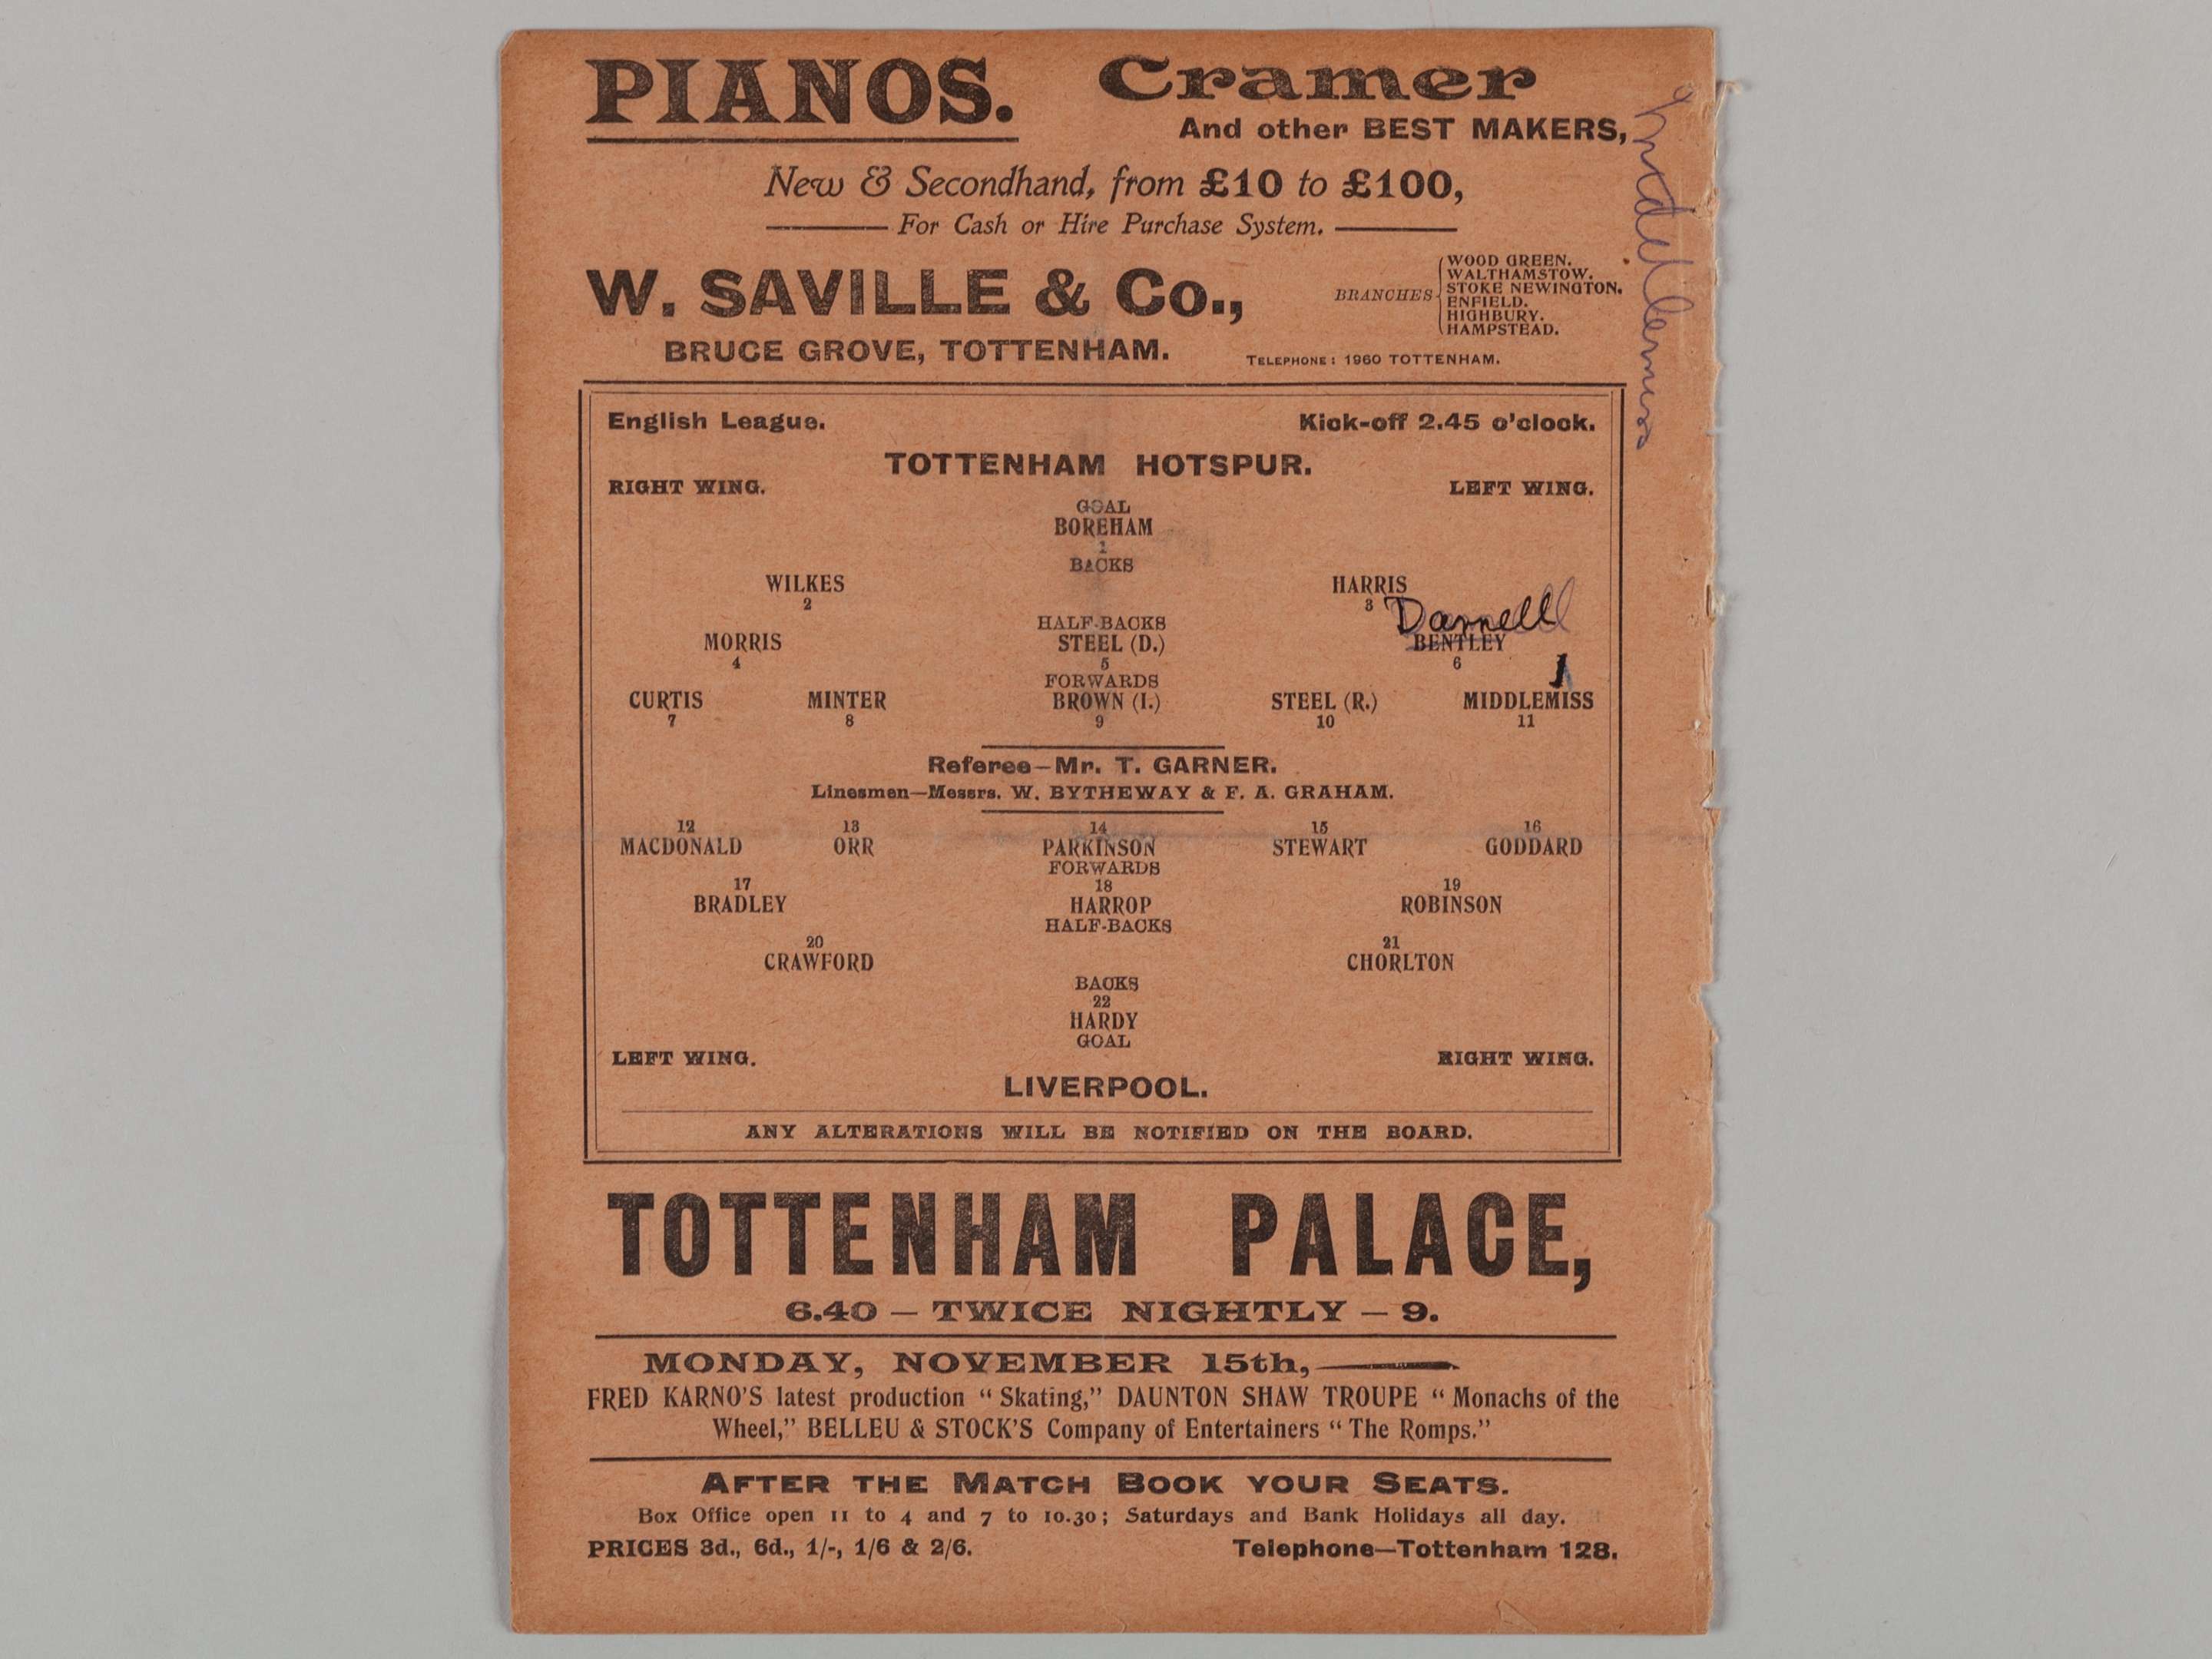 PIANOS. Cramer
And other BEST MAKERS,
New & Secondhand, from £10 to £100,
For Cash or Hire Purchase System.
W. SAVILLE & Co.,
BRUCE GROVE, TOTTENHAM.
BRANCHES
WOOD GREEN.
WALTHAMSTOW.
STOKE NEWINGTON.
ENFIELD.
HIGHBURY.
HAMPSTEAD.
TELEPHONE: 1960 TOTTENHAM.
Middlemiss
English League. Kick-off 2.45 o'clock.
TOTTENHAM HOTSPUR.
RIGHT WING. LEFT WING.
GOAL
BOREHAM
1
BACKS
WILKES HARRIS
2 3
Darnell
HALF-BACKS
MORRIS STEEL (D.) BENTLEY
4 5 6
1
FORWARDS
CURTIS MINTER BROWN (I.) STEEL (R.) MIDDLEMISS
7 8 9 10 11
Referee—Mr. T. GARNER.
Linesmen—Messrs. W. BYTHEWAY & F. A. GRAHAM.
12 13 14 15 16
MACDONALD ORR PARKINSON STEWART GODDARD
FORWARDS
17 18 19
BRADLEY HARROP ROBINSON
HALF-BACKS
20 21
CRAWFORD CHORLTON
BACKS
22
HARDY
GOAL
LEFT WING. RIGHT WING.
LIVERPOOL.
ANY ALTERATIONS WILL BE NOTIFIED ON THE BOARD.
TOTTENHAM PALACE,
6.40 — TWICE NIGHTLY — 9.
MONDAY, NOVEMBER 15th,
FRED KARNO'S latest production "Skating," DAUNTON SHAW TROUPE "Monachs of the
Wheel," BELLEU & STOCK'S Company of Entertainers "The Romps."
AFTER THE MATCH BOOK YOUR SEATS.
Box Office open 11 to 4 and 7 to 10.30; Saturdays and Bank Holidays all day.
PRICES 3d., 6d., 1/-, 1/6 & 2/6. Telephone—Tottenham 128.